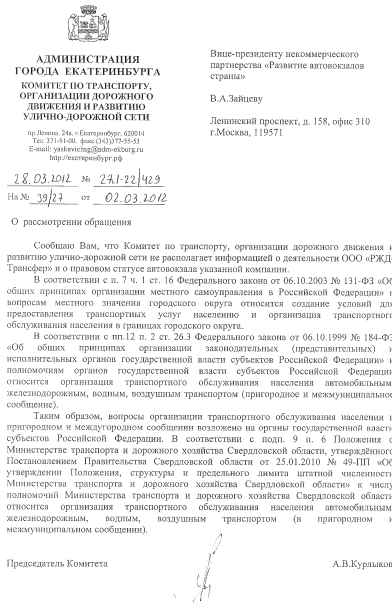 АДМИНИСТРАЦИЯ
ГОРОДА ЕКАТЕРИНБУРГА
КОМИТЕТ ПО ТРАНСПОРТУ,
ОРГАНИЗАЦИИ ДОРОЖНОГО
ДВИЖЕНИЯ И РАЗВИТИЮ
УЛИЧНО-ДОРОЖНОЙ СЕТИ
пр.Ленина, 24а, г.Екатеринбург, 620014
Тел. 371-91-00, факс (343)377-55-53
E-mail: yaskevichsg@adm-ekburg.ru
http://екатеринбург.рф
28.03.2012 № 27.1-22/429
На № 39/27 от 02.03.2012
Вице-президенту некоммерческого
партнерства «Развитие автовокзалов
страны»
В.А.Зайцеву
Ленинский проспект, д. 158, офис 310
г.Москва, 119571
О рассмотрении обращения
Сообщаю Вам, что Комитет по транспорту, организации дорожного движения и
развитию улично-дорожной сети не располагает информацией о деятельности ООО «РЖД-
Трансфер» и о правовом статусе автовокзала указанной компании.
В соответствии с п. 7 ч. 1 ст. 16 Федерального закона от 06.10.2003 № 131-ФЗ «Об
общих принципах организации местного самоуправления в Российской Федерации» к
вопросам местного значения городского округа относится создание условий для
предоставления транспортных услуг населению и организация транспортного
обслуживания населения в границах городского округа.
В соответствии с пп.12 п. 2 ст. 26.3 Федерального закона от 06.10.1999 № 184-ФЗ
«Об общих принципах организации законодательных (представительных) и
исполнительных органов государственной власти субъектов Российской Федерации» к
полномочиям органов государственной власти субъектов Российской Федерации
относится организация транспортного обслуживания населения автомобильным,
железнодорожным, водным, воздушным транспортом (пригородное и межмуниципальное
сообщение).
Таким образом, вопросы организации транспортного обслуживания населения в
пригородном и междугородном сообщении возложено на органы государственной власти
субъектов Российской Федерации. В соответствии с подп. 9 п. 6 Положения о
Министерстве транспорта и дорожного хозяйства Свердловской области, утверждённого
Постановлением Правительства Свердловской области от 25.01.2010 № 49-ПП «Об
утверждении Положения, структуры и предельного лимита штатной численности
Министерства транспорта и дорожного хозяйства Свердловской области» к числу
полномочий Министерства транспорта и дорожного хозяйства Свердловской области
относится организация транспортного обслуживания населения автомобильным,
железнодорожным, водным, воздушным транспортом (в пригородном и
межмуниципальном сообщении).
Председатель Комитета А.В.Курлыков